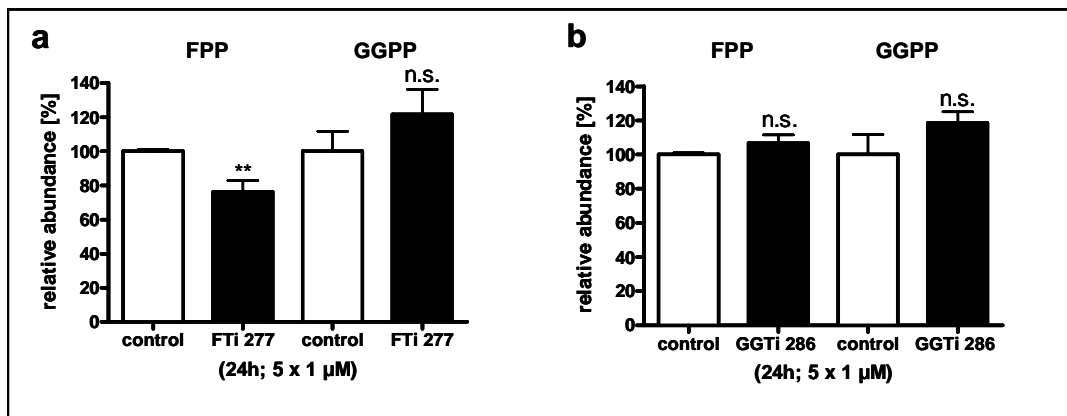 a
FPP GGPP
relative abundance [%]
140
120
100
80
60
40
20
0
**
n.s.
control FTi 277 control FTi 277
(24h; 5 x 1 µM)
b
FPP GGPP
relative abundance [%]
140
120
100
80
60
40
20
0
n.s.
n.s.
control GGTi 286 control GGTi 286
(24h; 5 x 1 µM)